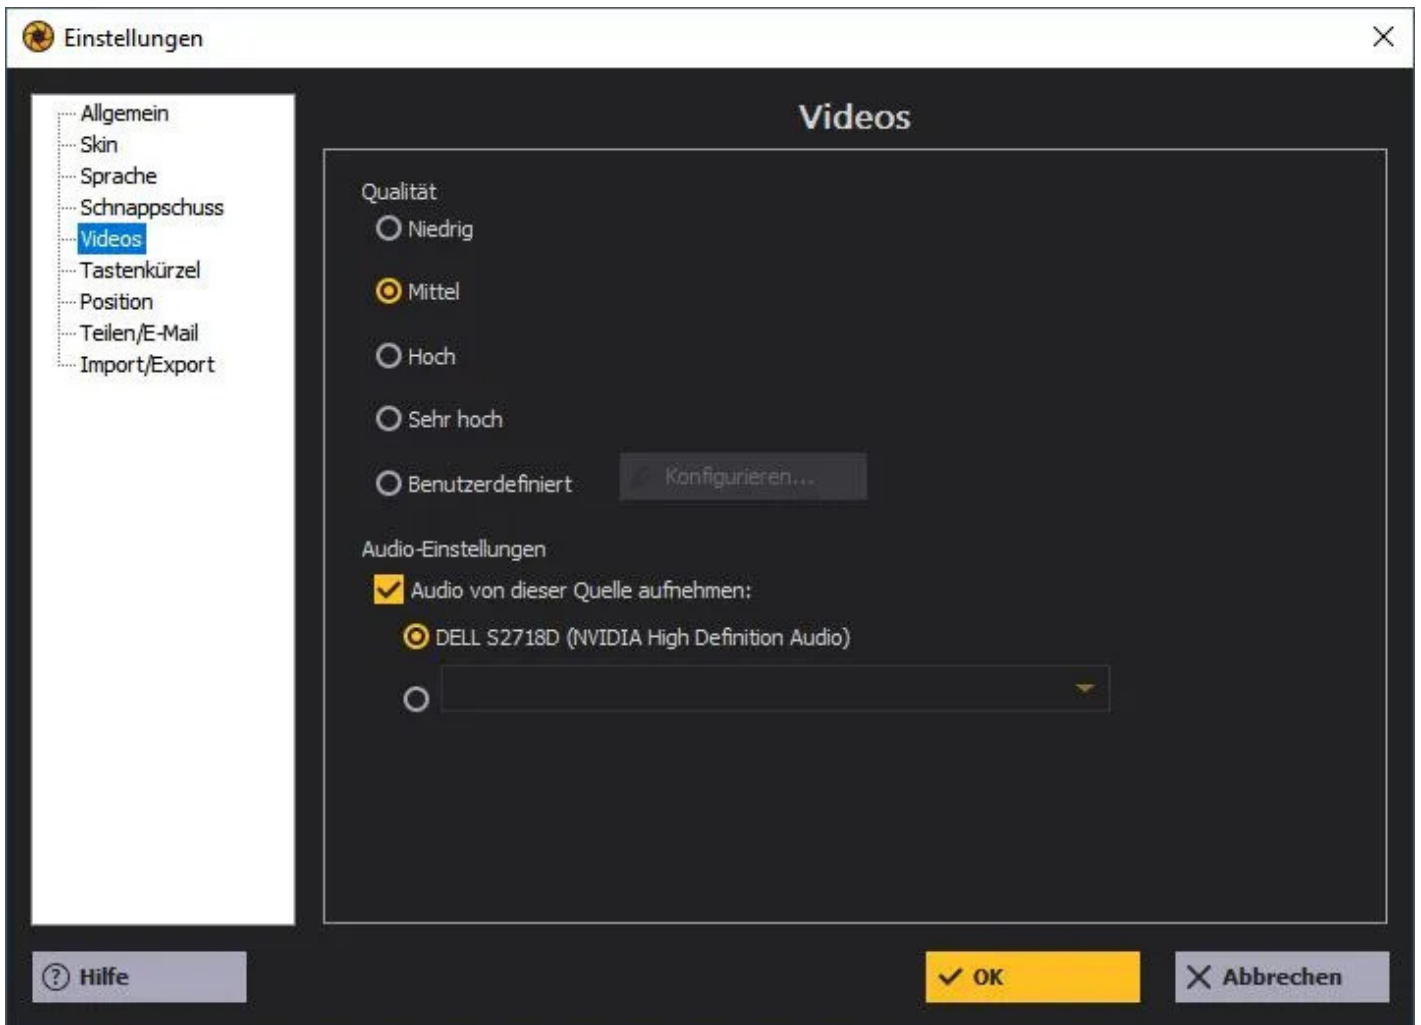 Einstellungen
Allgemein
Skin
Sprache
Schnappschuss
Videos
Tastenkürzel
Position
Teilen/E-Mail
Import/Export
Videos
Qualität
Niedrig
Mittel
Hoch
Sehr hoch
Benutzerdefiniert
Konfigurieren...
Audio-Einstellungen
Audio von dieser Quelle aufnehmen:
DELL S2718D (NVIDIA High Definition Audio)
Hilfe
OK
Abbrechen